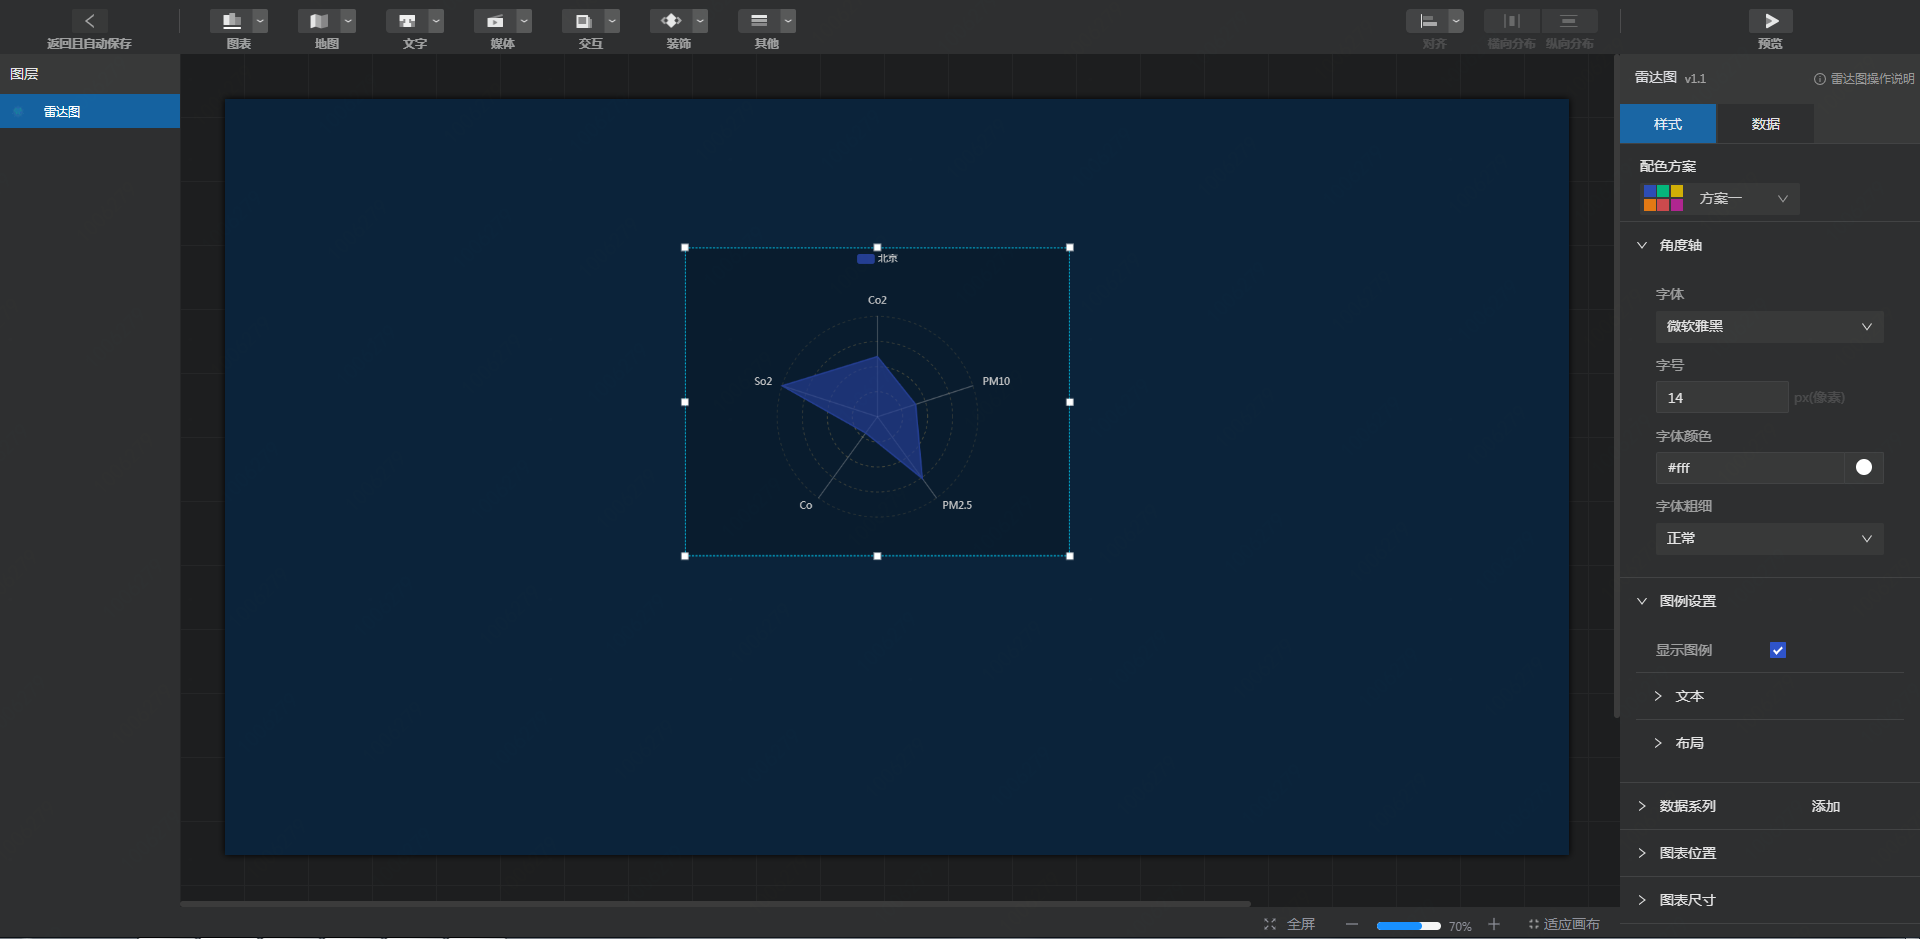 返回且自动保存
图表
地图
文字
媒体
交互
装饰
其他
对齐
横向分布
纵向分布
预览
图层
雷达图
雷达图 v1.1
雷达图操作说明
样式
数据
配色方案
方案一
角度轴
字体
微软雅黑
字号
14 px(像素)
字体颜色
#fff
字体粗细
正常
图例设置
显示图例
文本
布局
数据系列 添加
图表位置
图表尺寸
北京
Co2
So2
PM10
Co
PM2.5
全屏
70%
适应画布